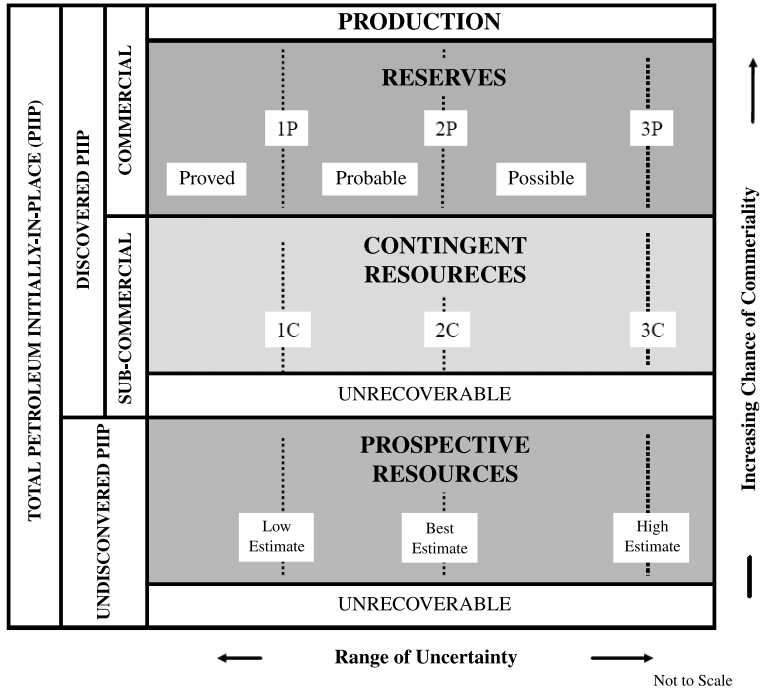 TOTAL PETROLEUM INITIALLY-IN-PLACE (PIIP)
DISCOVERED PIIP
COMMERCIAL
PRODUCTION
RESERVES
1P 2P 3P
Proved Probable Possible
SUB-COMMERCIAL
CONTINGENT
RESOURECES
1C 2C 3C
UNRECOVERABLE
UNDISCONVERED PIIP
PROSPECTIVE
RESOURCES
Low
Estimate
Best
Estimate
High
Estimate
UNRECOVERABLE
Increasing Chance of Commeriality
Range of Uncertainty
Not to Scale